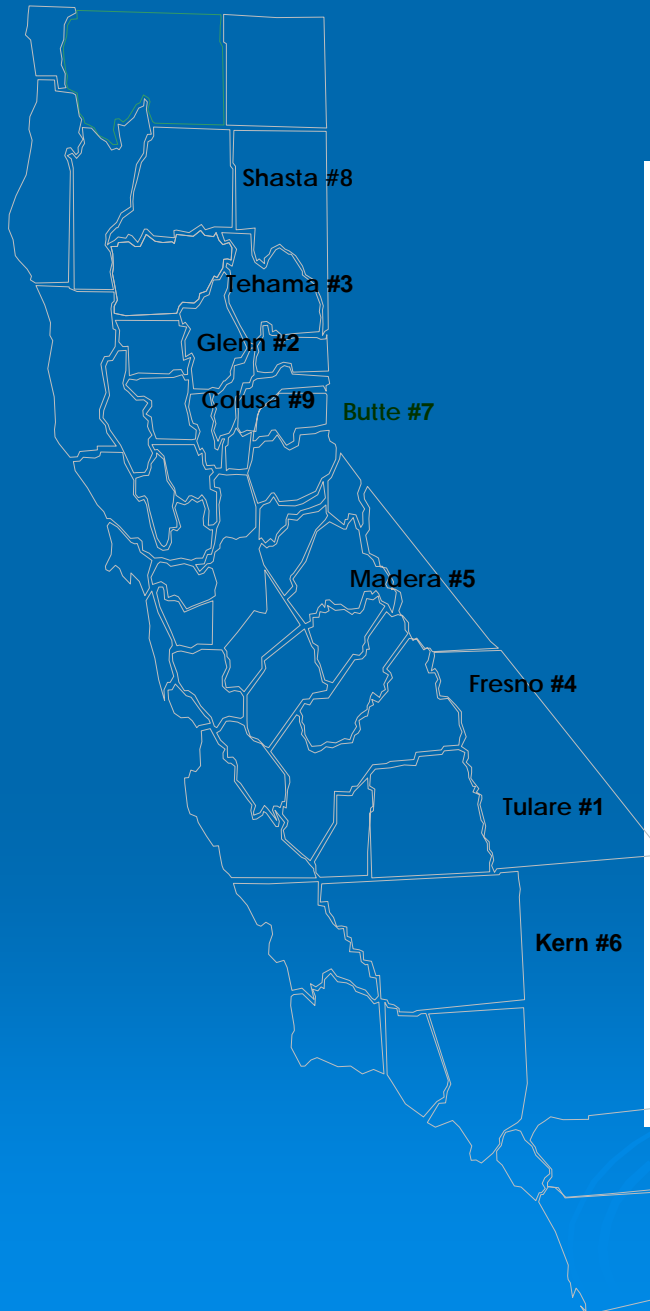 Shasta #8
Tehama #3
Glenn #2
Colusa #9
Butte #7
Madera #5
Fresno #4
Tulare #1
Kern #6